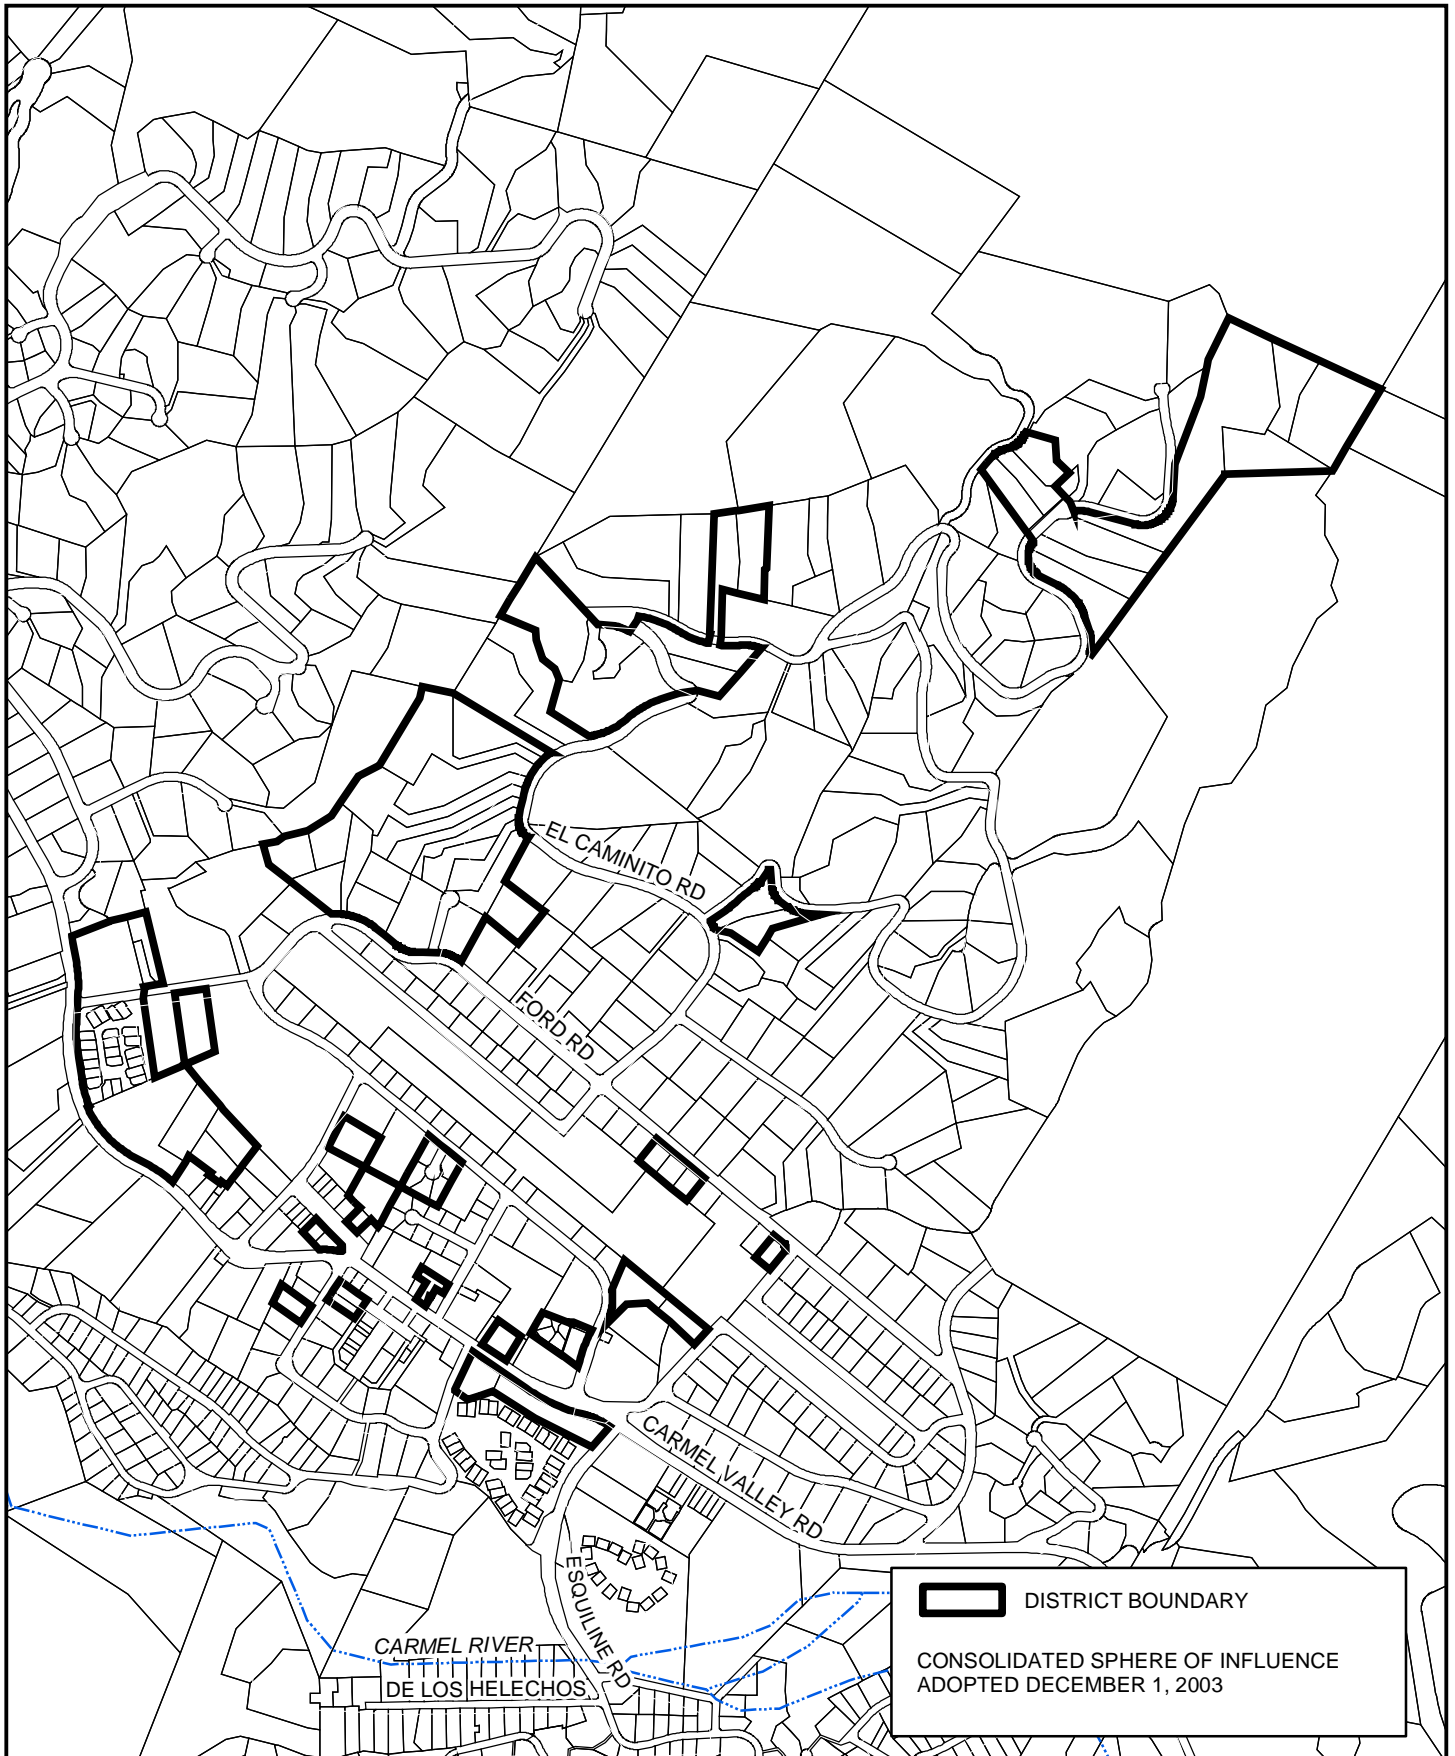 EL CAMINITO RD
FORD RD
CARMEL VALLEY RD
ESQUILINE RD
CARMEL RIVER
DE LOS HELECHOS
DISTRICT BOUNDARY
CONSOLIDATED SPHERE OF INFLUENCE
ADOPTED DECEMBER 1, 2003